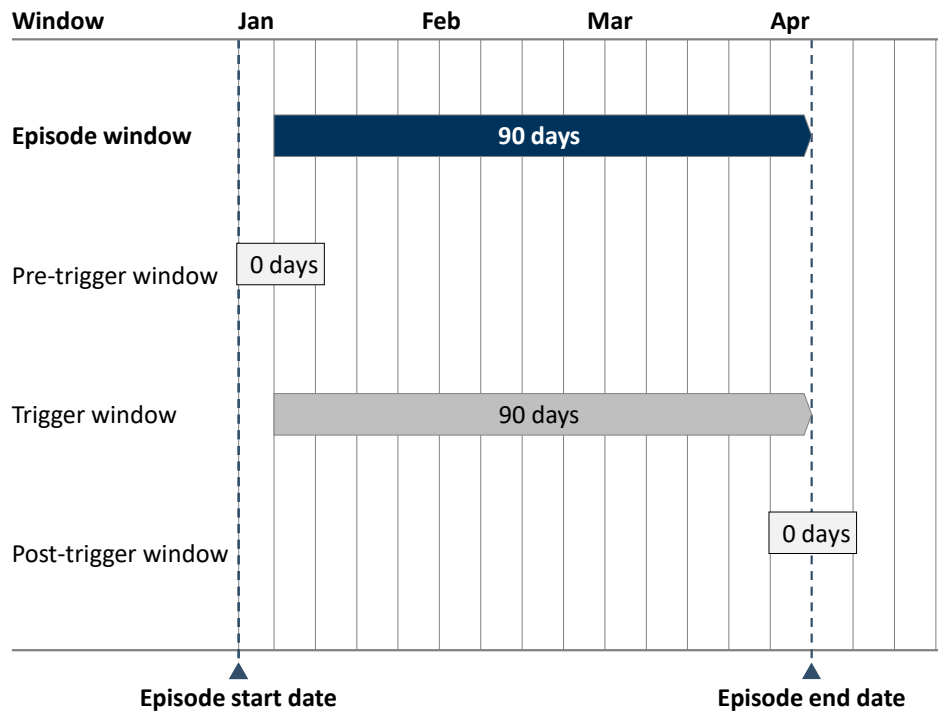 Window Jan Feb Mar Apr
Episode window 90 days
Pre-trigger window 0 days
Trigger window 90 days
Post-trigger window 0 days
Episode start date Episode end date